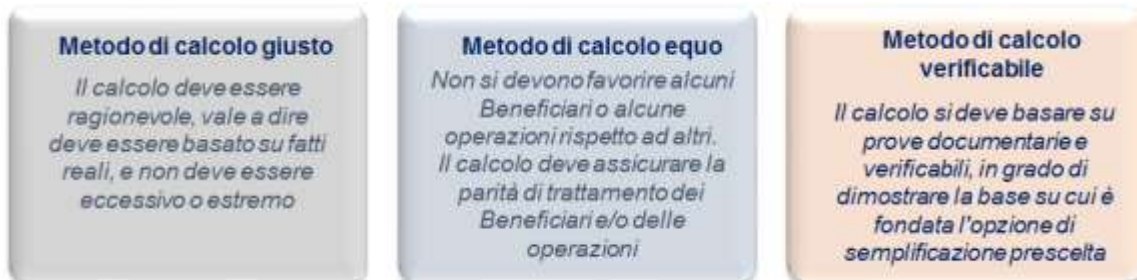 Metodo di calcolo giusto
Il calcolo deve essere
ragionevole, vale a dire
deve essere basato su fatti
reali, e non deve essere
eccessivo o estremo
Metodo di calcolo equo
Non si devono favorire alcuni
Beneficiari o alcune
operazioni rispetto ad altri.
Il calcolo deve assicurare la
parità di trattamento dei
Beneficiari e/o delle
operazioni
Metodo di calcolo
verificabile
Il calcolo si deve basare su
prove documentarie e
verificabili, in grado di
dimostrare la base su cui è
fondata l'opzione di
semplificazione prescelta